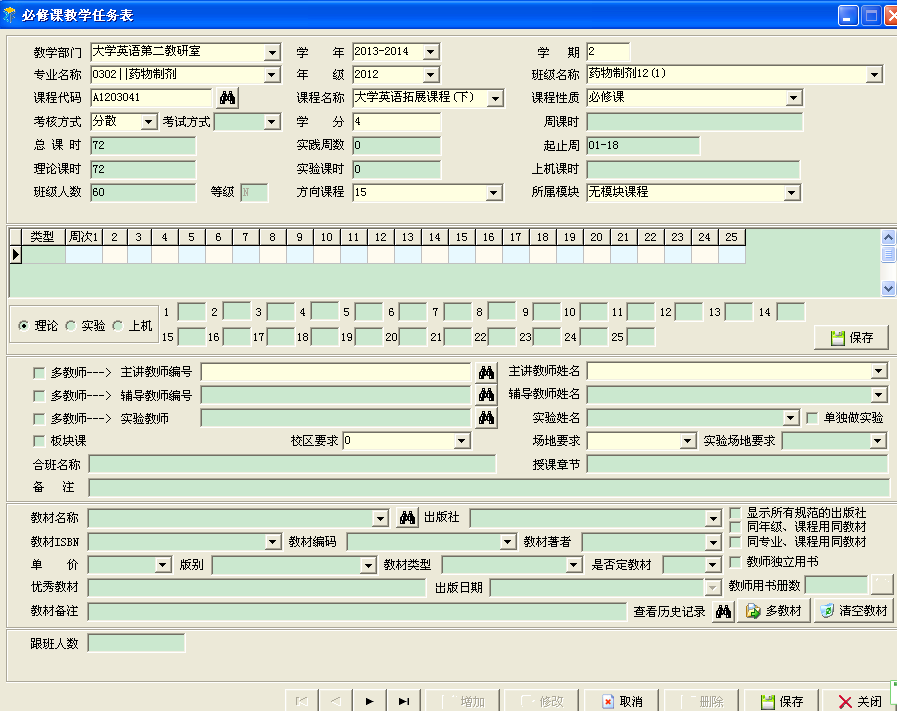 必修课教学任务表
教学部门 大学英语第二教研室 学 年 2013-2014 学 期 2
专业名称 0302||药物制剂 年 级 2012 班级名称 药物制剂12(1)
课程代码 A1203041 课程名称 大学英语拓展课程(下) 课程性质 必修课
考核方式 分散 考试方式 学 分 4 周课时
总 课 时 72 实践周数 0 起止周 01-18
理论课时 72 实验课时 0 上机课时
班级人数 60 等级 N 方向课程 15 所属模块 无模块课程
类型 周次1 2 3 4 5 6 7 8 9 10 11 12 13 14 15 16 17 18 19 20 21 22 23 24 25
1 2 3 4 5 6 7 8 9 10 11 12 13 14
理论 实验 上机
15 16 17 18 19 20 21 22 23 24 25 保存
多教师---> 主讲教师编号 主讲教师姓名
多教师---> 辅导教师编号 辅导教师姓名
多教师---> 实验教师 实验姓名 单独做实验
板块课 校区要求 0 场地要求 实验场地要求
合班名称 授课章节
备 注
教材名称 出版社 显示所有规范的出版社
同年级、课程用同教材
教材ISBN 教材编码 教材著者 同专业、课程用同教材
单 价 版别 教材类型 是否定教材 教师独立用书
优秀教材 出版日期 教师用书册数
教材备注 查看历史记录 多教材 清空教材
跟班人数
增加 修改 取消 删除 保存 关闭